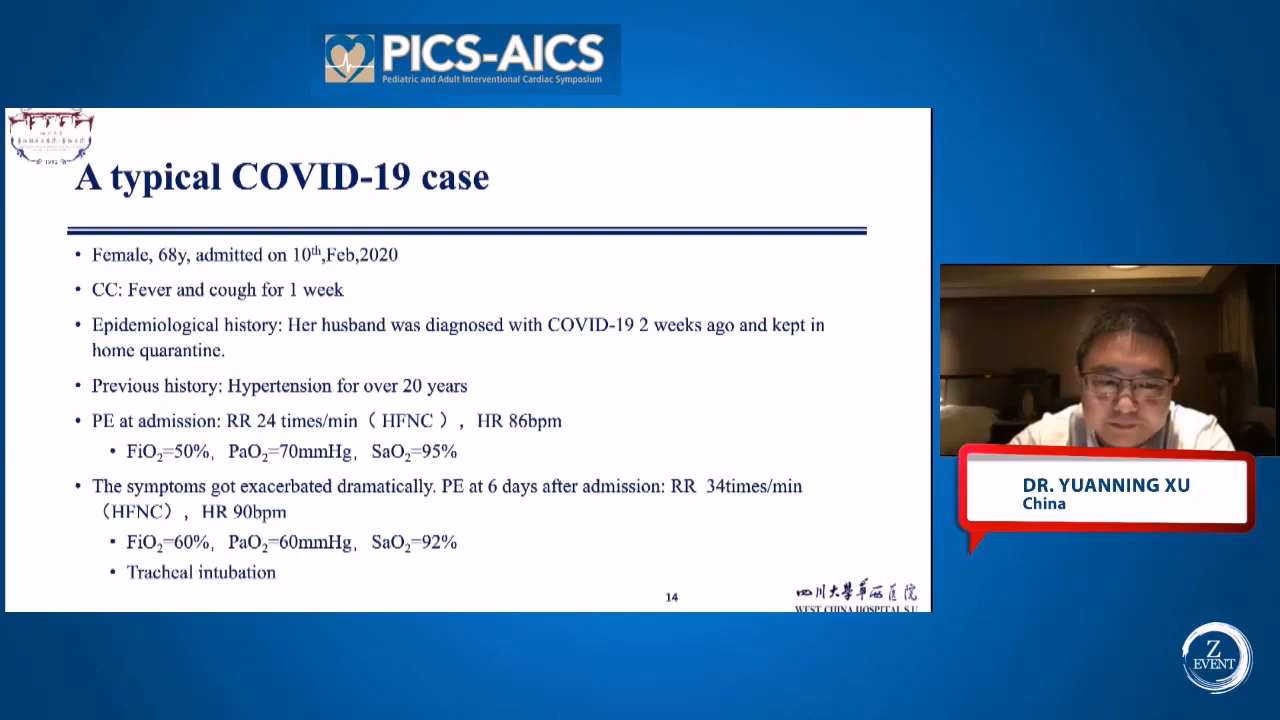 PICS-AICS
Pediatric and Adult Interventional Cardiac Symposium
1892
A typical COVID-19 case
• Female, 68y, admitted on 10th,Feb,2020
• CC: Fever and cough for 1 week
• Epidemiological history: Her husband was diagnosed with COVID-19 2 weeks ago and kept in
home quarantine.
• Previous history: Hypertension for over 20 years
• PE at admission: RR 24 times/min（ HFNC ），HR 86bpm
• FiO2=50%，PaO2=70mmHg，SaO2=95%
• The symptoms got exacerbated dramatically. PE at 6 days after admission: RR 34times/min
（HFNC），HR 90bpm
• FiO2=60%，PaO2=60mmHg，SaO2=92%
• Tracheal intubation
14
四川大學華西医院
WEST CHINA HOSPITAL S.U
DR. YUANNING XU
China
Z
EVENT